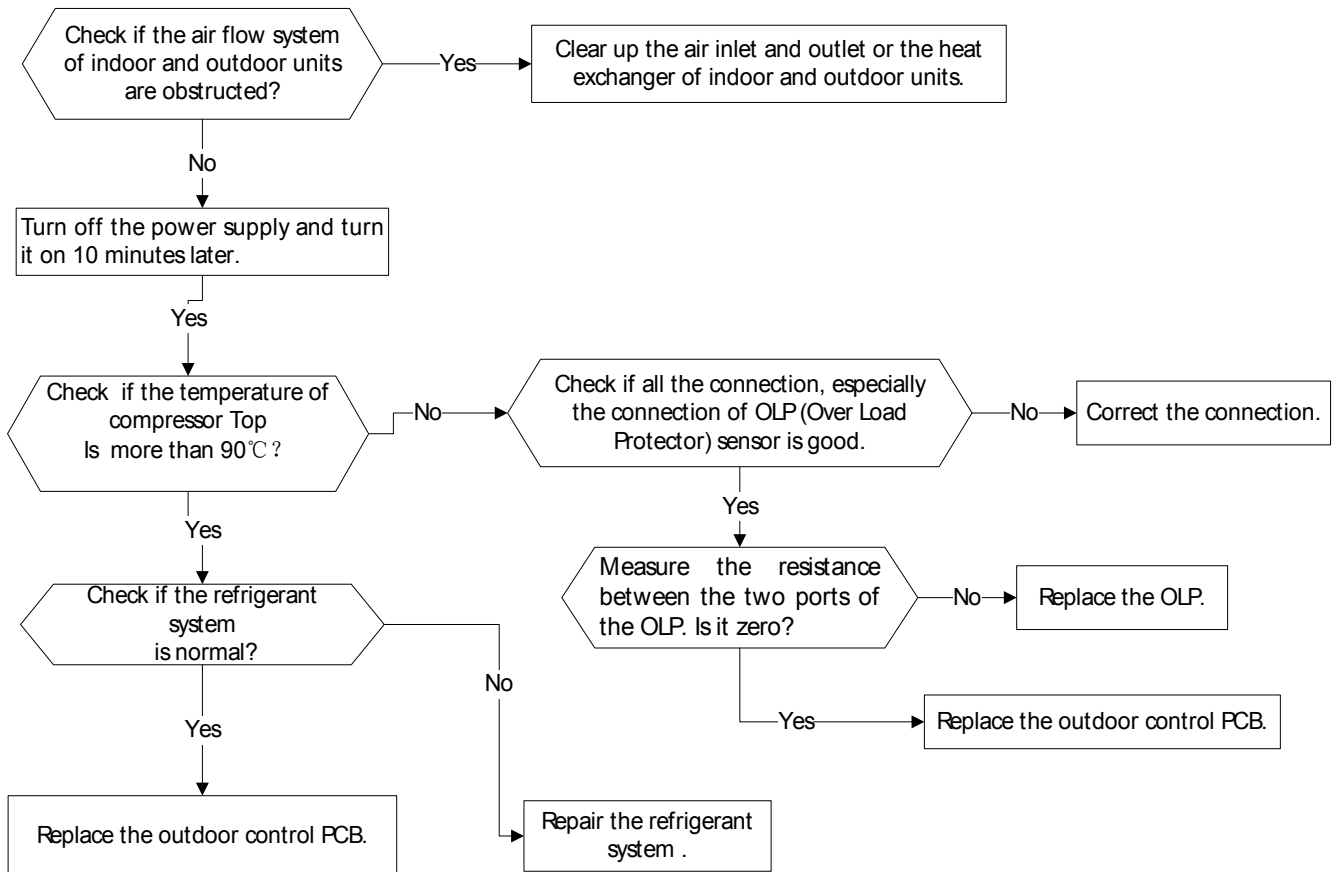 Check if the air flow system
of indoor and outdoor units
are obstructed?
Yes
Clear up the air inlet and outlet or the heat
exchanger of indoor and outdoor units.
No
Turn off the power supply and turn
it on 10 minutes later.
Yes
Check if the temperature of
compressor Top
Is more than 90℃?
No
Check if all the connection, especially
the connection of OLP (Over Load
Protector) sensor is good.
No
Correct the connection.
Yes
Yes
Measure the resistance
between the two ports of
the OLP. Is it zero?
No
Replace the OLP.
Check if the refrigerant
system
is normal?
No
Yes
Yes
Replace the outdoor control PCB.
Replace the outdoor control PCB.
Repair the refrigerant
system .